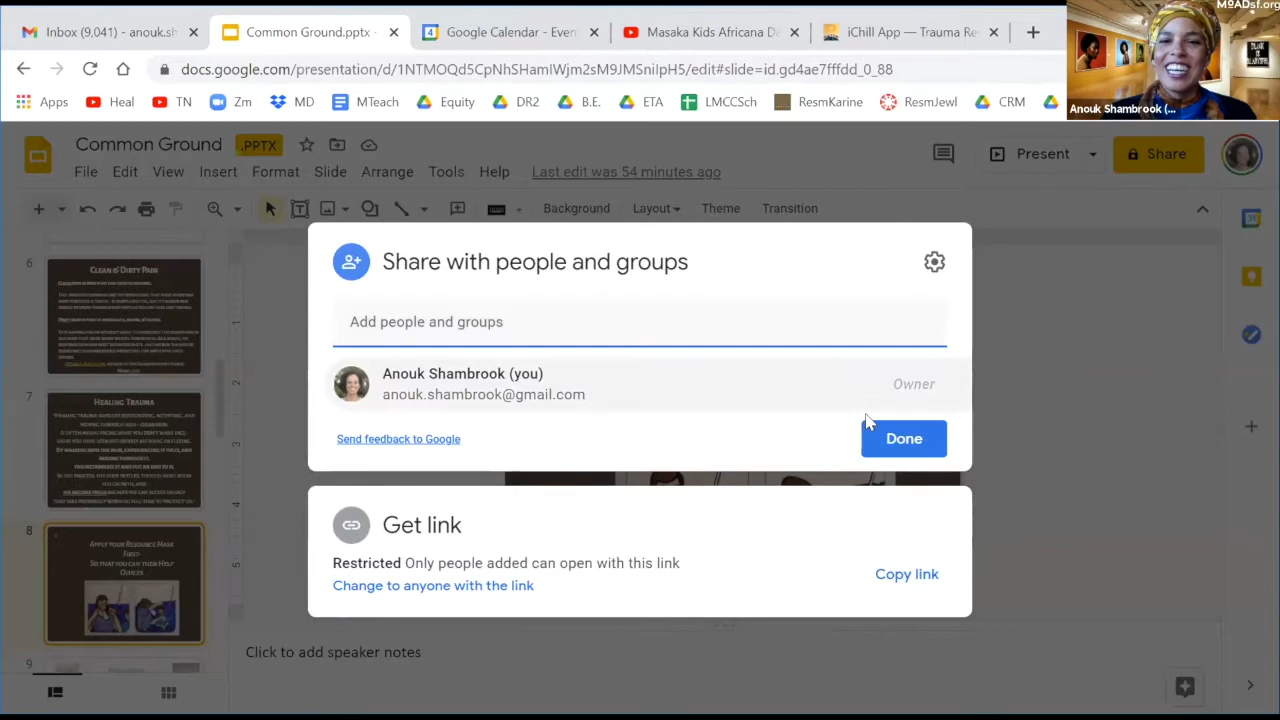 MoADsf.org
Inbox (9,041) - anouk.sh
Common Ground.pptx -
Google Calendar - Even
Masaka Kids Africana Da
iChill App — Trauma Re
docs.google.com/presentation/d/1NTMOQdCCpNhSHamWJm2sM9JMSniIpH5/edit#slide=id.gd4ae7fffdd_0_88
Apps
Heal
TN
Zm
MD
MTeach
Equity
DR2
B.E.
ETA
LMCCSch
ResmKarine
ResmJewl
CRM
Anouk Shambrook (...
Common Ground
.PPTX
File
Edit
View
Insert
Format
Slide
Arrange
Tools
Help
Last edit was 54 minutes ago
Present
Share
Background
Layout
Theme
Transition
6
Clean & Dirty Pain
7
Healing Trauma
8
Apply your Resource Mask
First-
So that you can then Help
Others
9
1
2
3
4
5
Share with people and groups
Add people and groups
Anouk Shambrook (you)
anouk.shambrook@gmail.com
Owner
Send feedback to Google
Done
Get link
Restricted Only people added can open with this link
Change to anyone with the link
Copy link
Click to add speaker notes